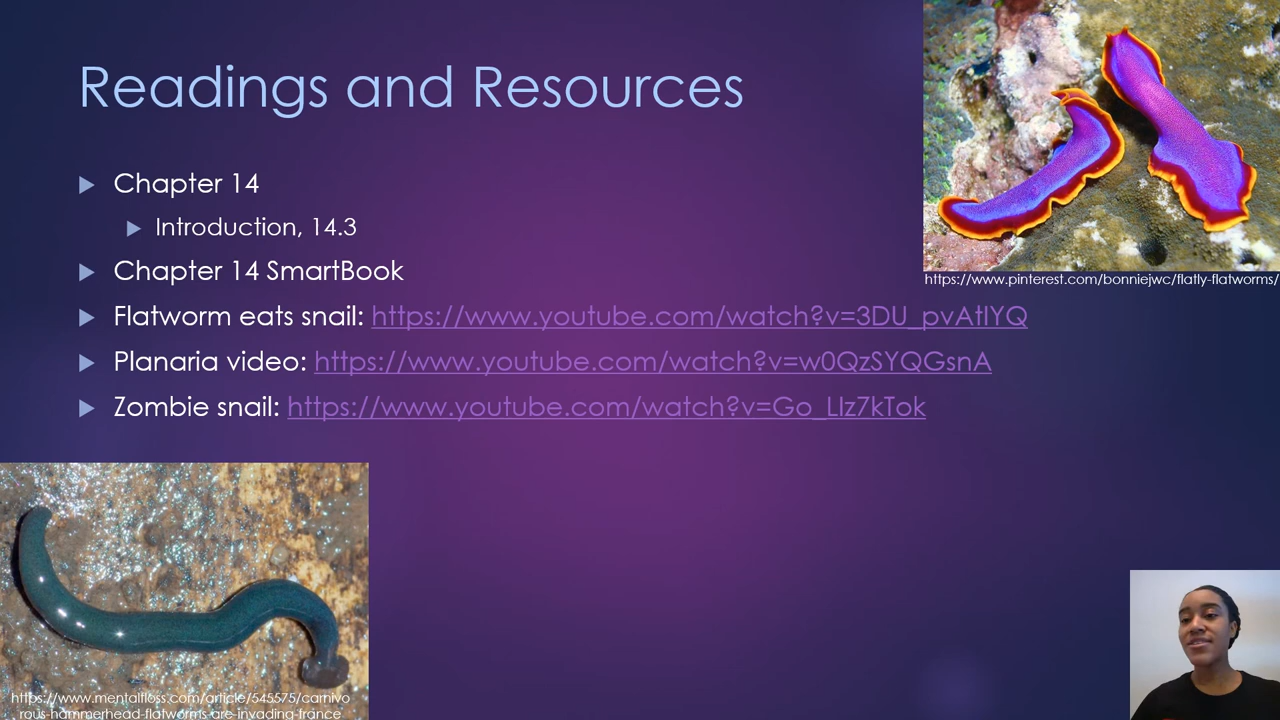 Readings and Resources
Chapter 14
Introduction, 14.3
Chapter 14 SmartBook
https://www.pinterest.com/bonniejwc/flatly-flatworms/
Flatworm eats snail: https://www.youtube.com/watch?v=3DU_pvAtIYQ
Planaria video: https://www.youtube.com/watch?v=w0QzSYQGsnA
Zombie snail: https://www.youtube.com/watch?v=Go_LIz7kTok
https://www.mentalfloss.com/article/545575/carnivo
rous-hammerhead-flatworms-are-invading-france